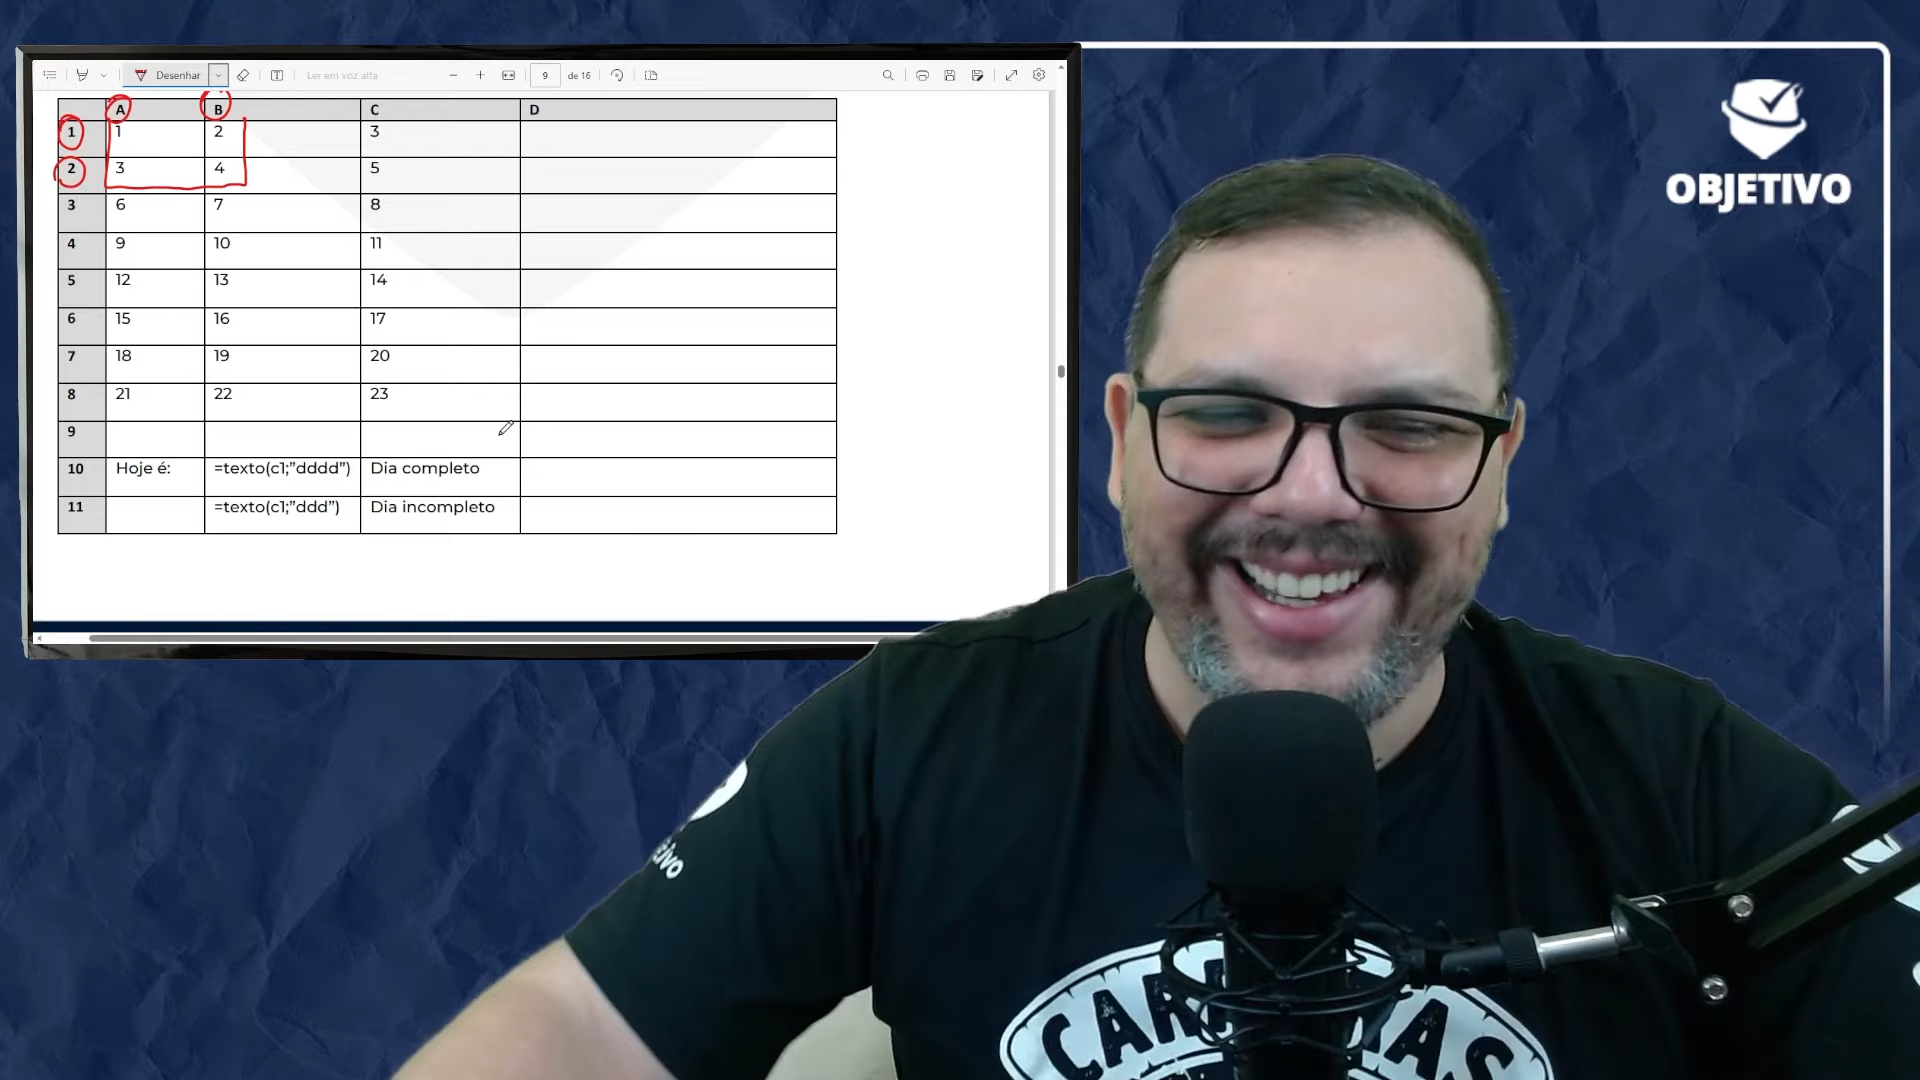 Desenhar
Ler em voz alta
9 de 16
A B C D
1 1 2 3
2 3 4 5
3 6 7 8
4 9 10 11
5 12 13 14
6 15 16 17
7 18 19 20
8 21 22 23
9
10 Hoje é: =texto(c1;”dddd”) Dia completo
11 =texto(c1;”ddd”) Dia incompleto
OBJETIVO